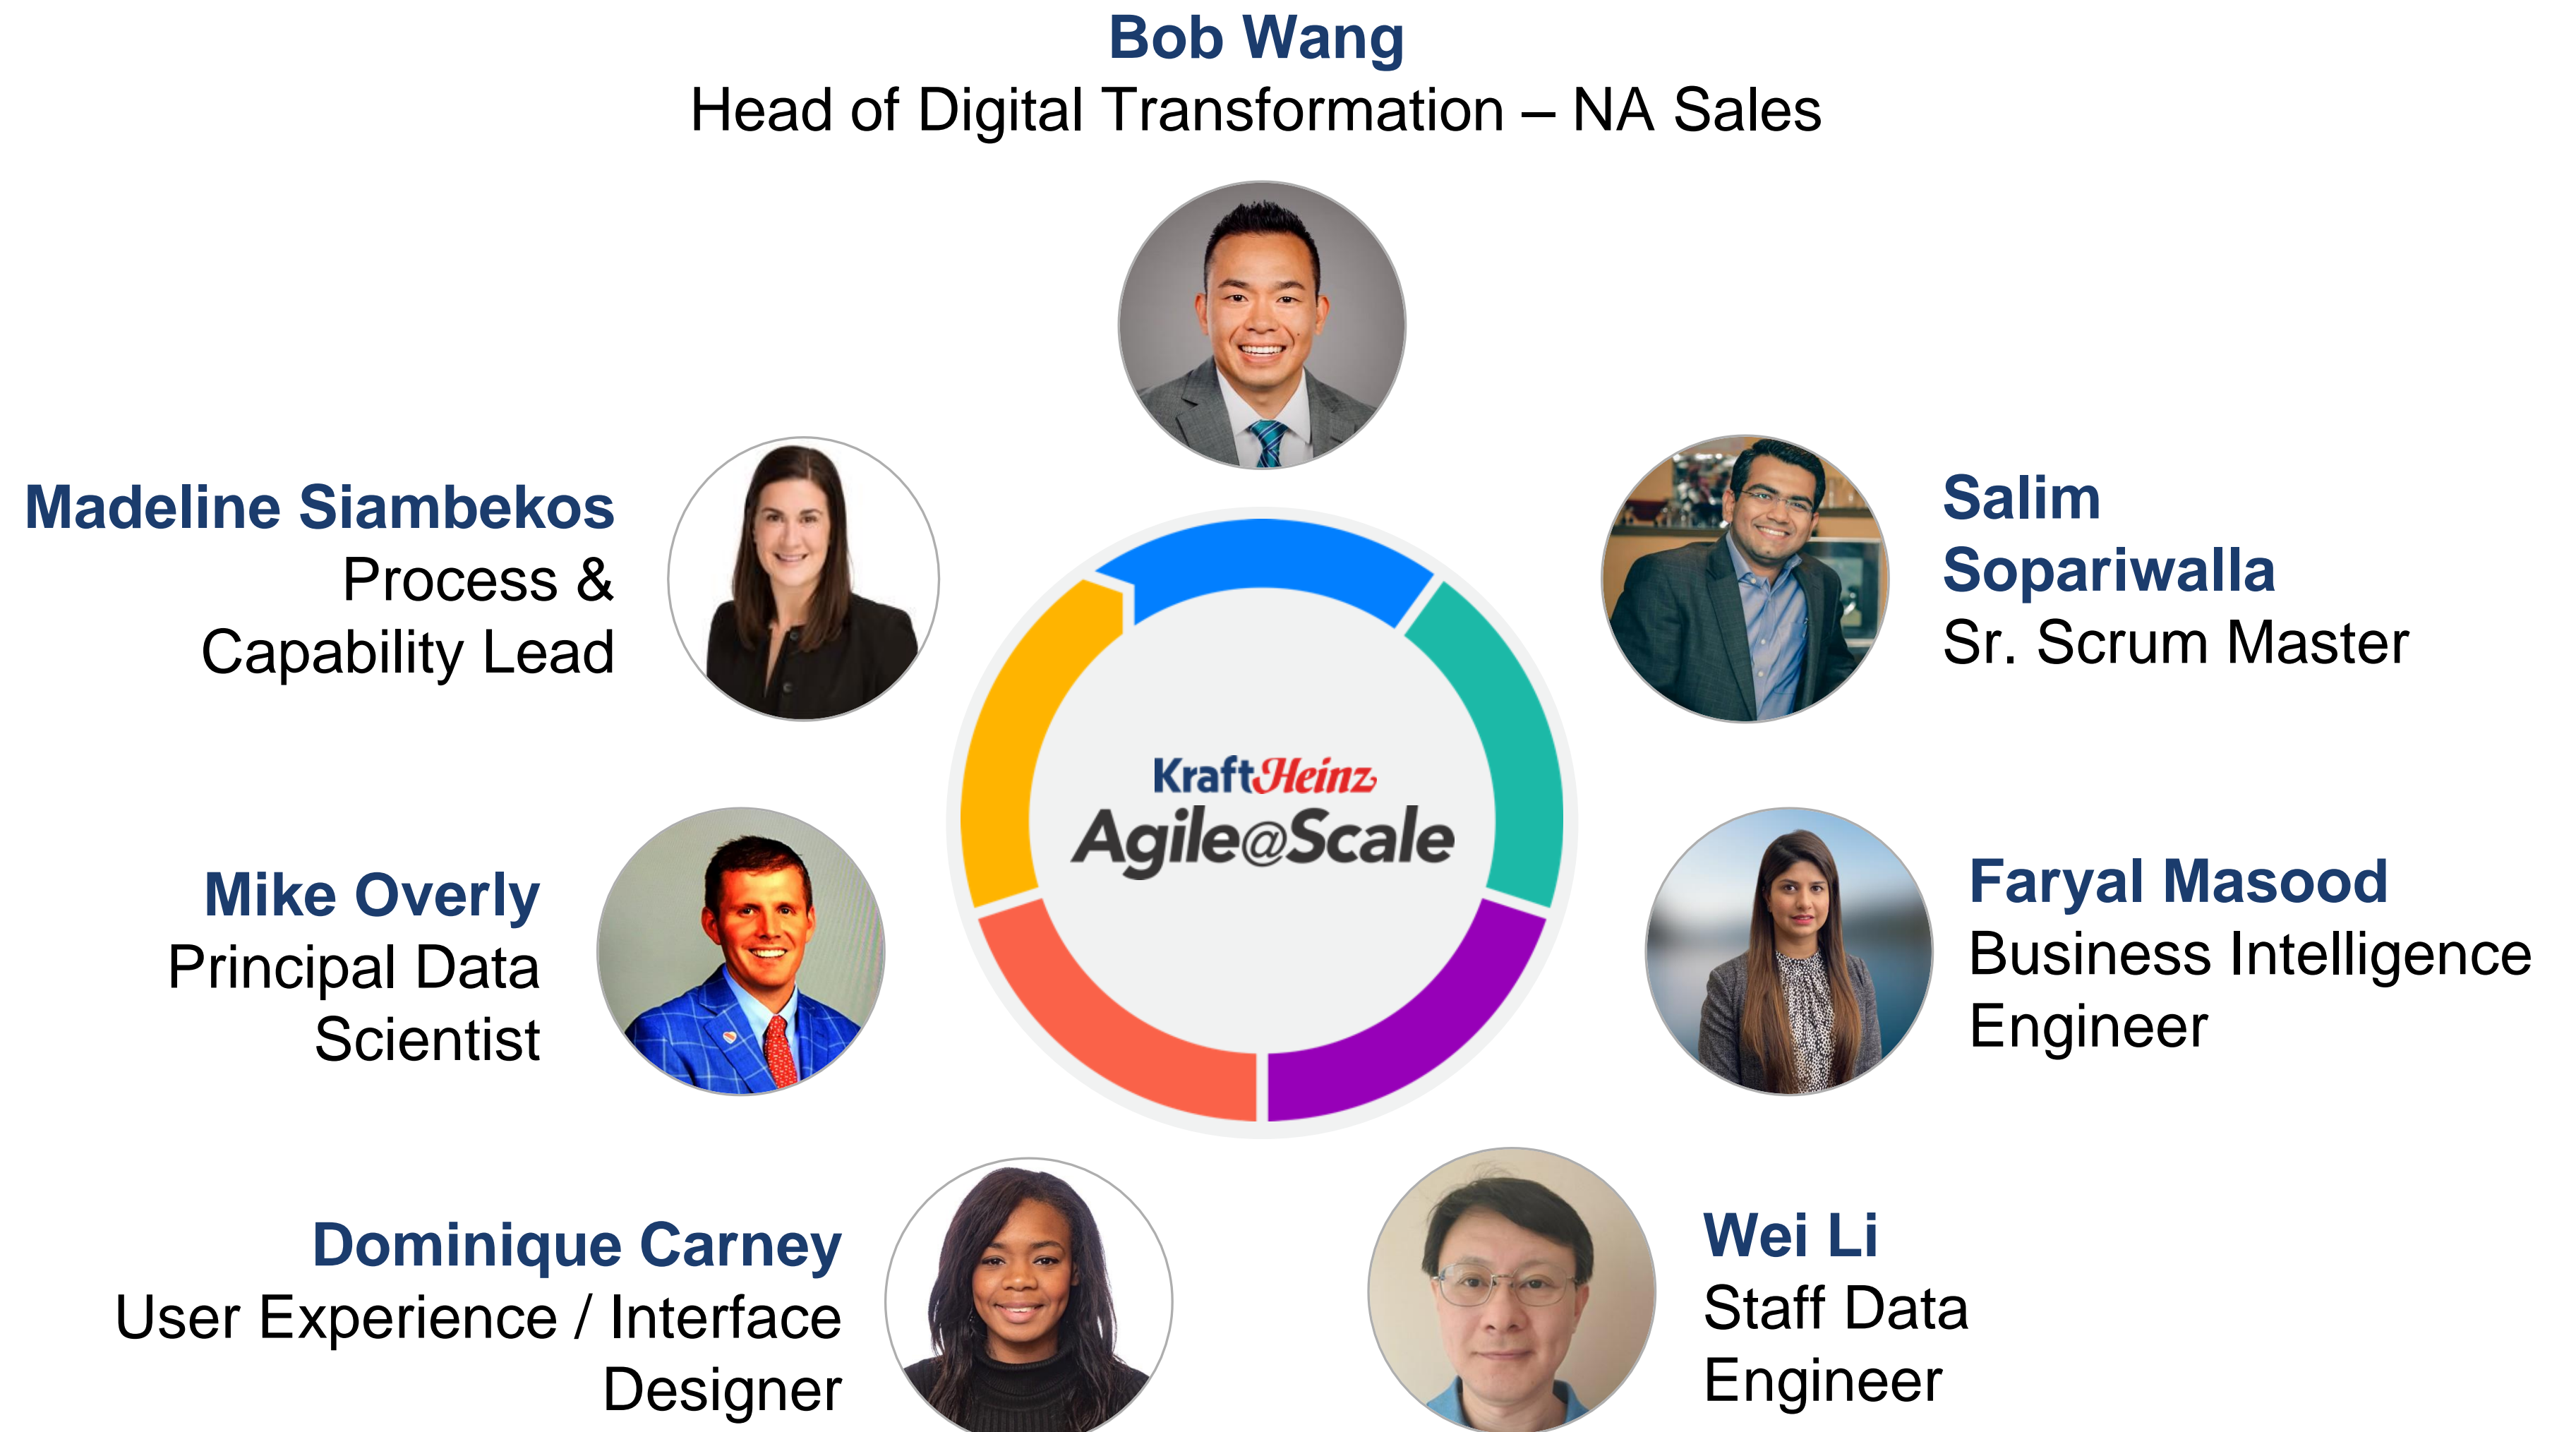 Bob Wang
Head of Digital Transformation – NA Sales
Madeline Siambekos
Process &
Capability Lead
Salim
Sopariwalla
Sr. Scrum Master
KraftHeinz
Agile@Scale
Mike Overly
Principal Data
Scientist
Faryal Masood
Business Intelligence
Engineer
Dominique Carney
User Experience / Interface
Designer
Wei Li
Staff Data
Engineer